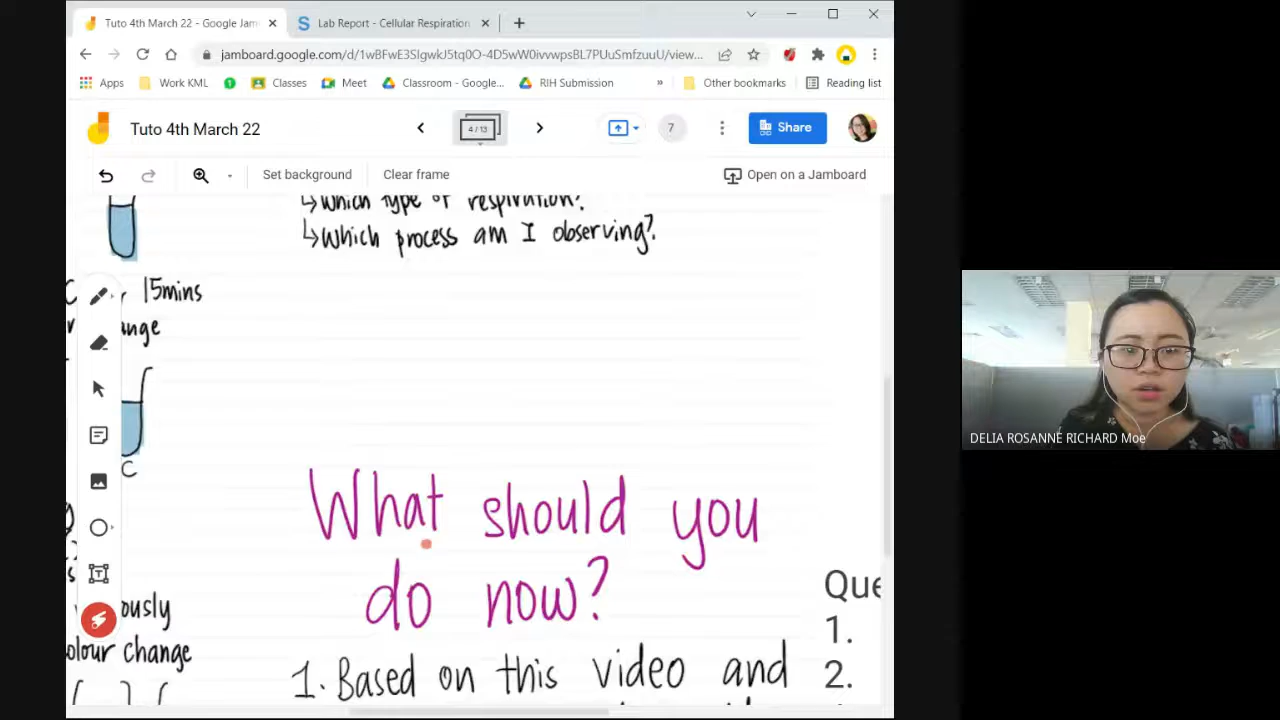 Tuto 4th March 22 - Google Jam
Lab Report - Cellular Respiration
jamboard.google.com/d/1wBFwE3SIgwkJ5tq0O-4D5wW0ivvwpsBL7PUuSmfzuuU/view...
Apps
Work KML
1
Classes
Meet
Classroom - Google...
RIH Submission
»
Other bookmarks
Reading list
Tuto 4th March 22
4 / 13
7
Share
Set background
Clear frame
Open on a Jamboard
↳ Which type of respiration?
↳ Which process am I observing?
15mins
ange
C
ously
olour change
What should you
do now?
1. Based on this video and
Que
1.
2.
DELIA ROSANNE RICHARD Moe